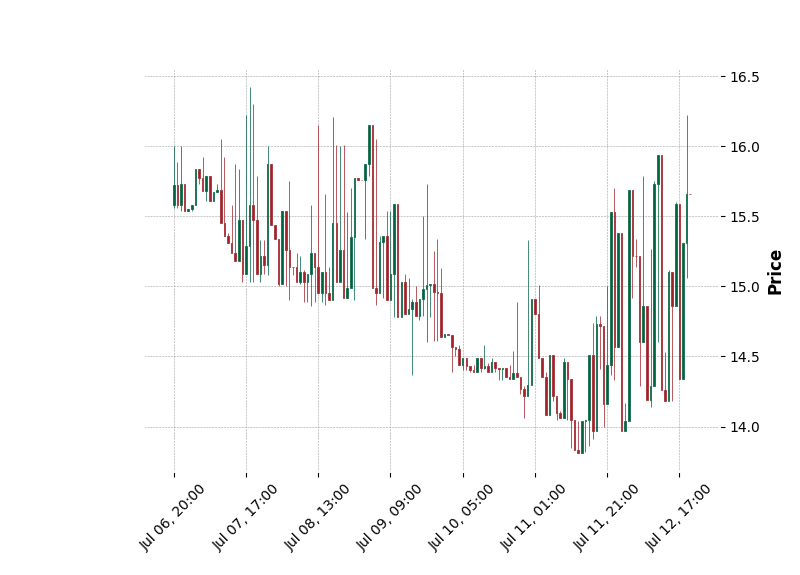 16.5
16.0
15.5
15.0
14.5
14.0
Price
Jul 06, 20:00
Jul 07, 17:00
Jul 08, 13:00
Jul 09, 09:00
Jul 10, 05:00
Jul 11, 01:00
Jul 11, 21:00
Jul 12, 17:00